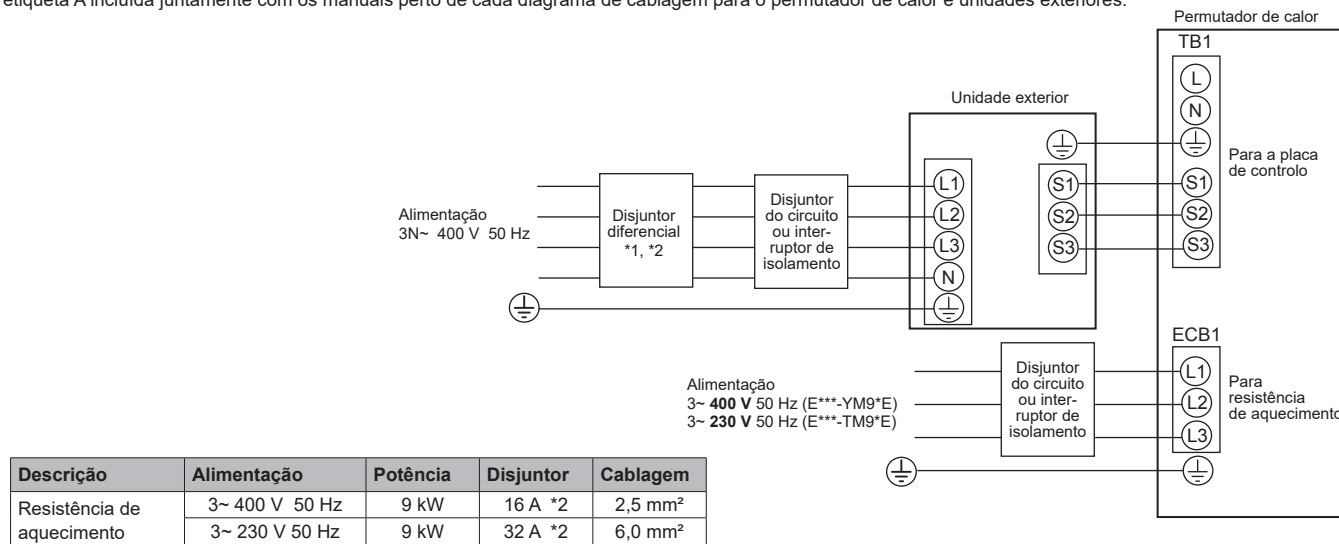 etiqueta A incluída juntamente com os manuais perto de cada diagrama de cablagem para o permutador de calor e unidades exteriores.
Permutador de calor
TB1
L
N
Unidade exterior
Para a placa
de controlo
Alimentação
3N~ 400 V 50 Hz
Disjuntor
diferencial
*1, *2
Disjuntor
do circuito
ou inter-
ruptor de
isolamento
L1
L2
L3
N
S1
S2
S3
S1
S2
S3
ECB1
Alimentação
3~ 400 V 50 Hz (E***-YM9*E)
3~ 230 V 50 Hz (E***-TM9*E)
Disjuntor
do circuito
ou inter-
ruptor de
isolamento
L1
L2
L3
Para
resistência
de aquecimento
Descrição Alimentação Potência Disjuntor Cablagem
Resistência de
aquecimento
3~ 400 V 50 Hz 9 kW 16 A *2 2,5 mm²
3~ 230 V 50 Hz 9 kW 32 A *2 6,0 mm²